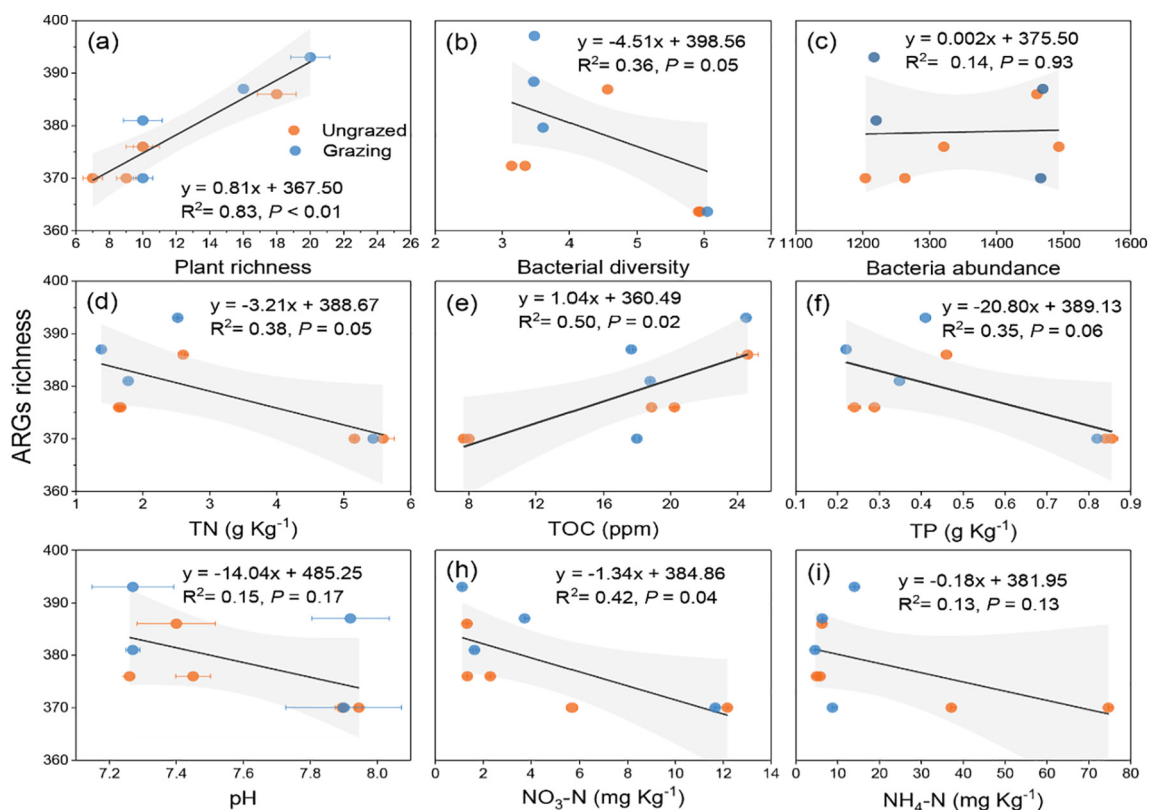 (a)
Ungrazed
Grazing
y = 0.81x + 367.50
R²= 0.83, P < 0.01
400
390
380
370
360
6 8 10 12 14 16 18 20 22 24 26
Plant richness
(b)
y = -4.51x + 398.56
R²= 0.36, P = 0.05
2 3 4 5 6 7
Bacterial diversity
(c)
y = 0.002x + 375.50
R²= 0.14, P = 0.93
1100 1200 1300 1400 1500 1600
Bacteria abundance
ARGs richness
(d)
y = -3.21x + 388.67
R²= 0.38, P = 0.05
400
390
380
370
360
1 2 3 4 5 6
TN (g Kg⁻¹)
(e)
y = 1.04x + 360.49
R²= 0.50, P = 0.02
8 12 16 20 24
TOC (ppm)
(f)
y = -20.80x + 389.13
R²= 0.35, P = 0.06
0.1 0.2 0.3 0.4 0.5 0.6 0.7 0.8 0.9
TP (g Kg⁻¹)
y = -14.04x + 485.25
R²= 0.15, P = 0.17
400
390
380
370
360
7.2 7.4 7.6 7.8 8.0
pH
(h)
y = -1.34x + 384.86
R²= 0.42, P = 0.04
0 2 4 6 8 10 12 14
NO₃-N (mg Kg⁻¹)
(i)
y = -0.18x + 381.95
R²= 0.13, P = 0.13
0 10 20 30 40 50 60 70 80
NH₄-N (mg Kg⁻¹)